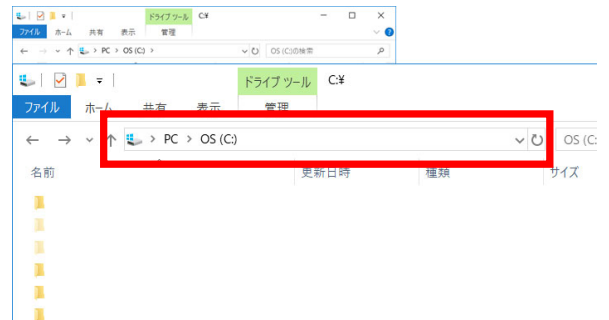 ドライブ ツール C:¥
ファイル ホーム 共有 表示 管理
PC > OS (C:) > OS (C:)の検索
ドライブ ツール C:¥
ファイル ホーム 共有 表示 管理
PC > OS (C:) OS (C:
名前 更新日時 種類 サイズ